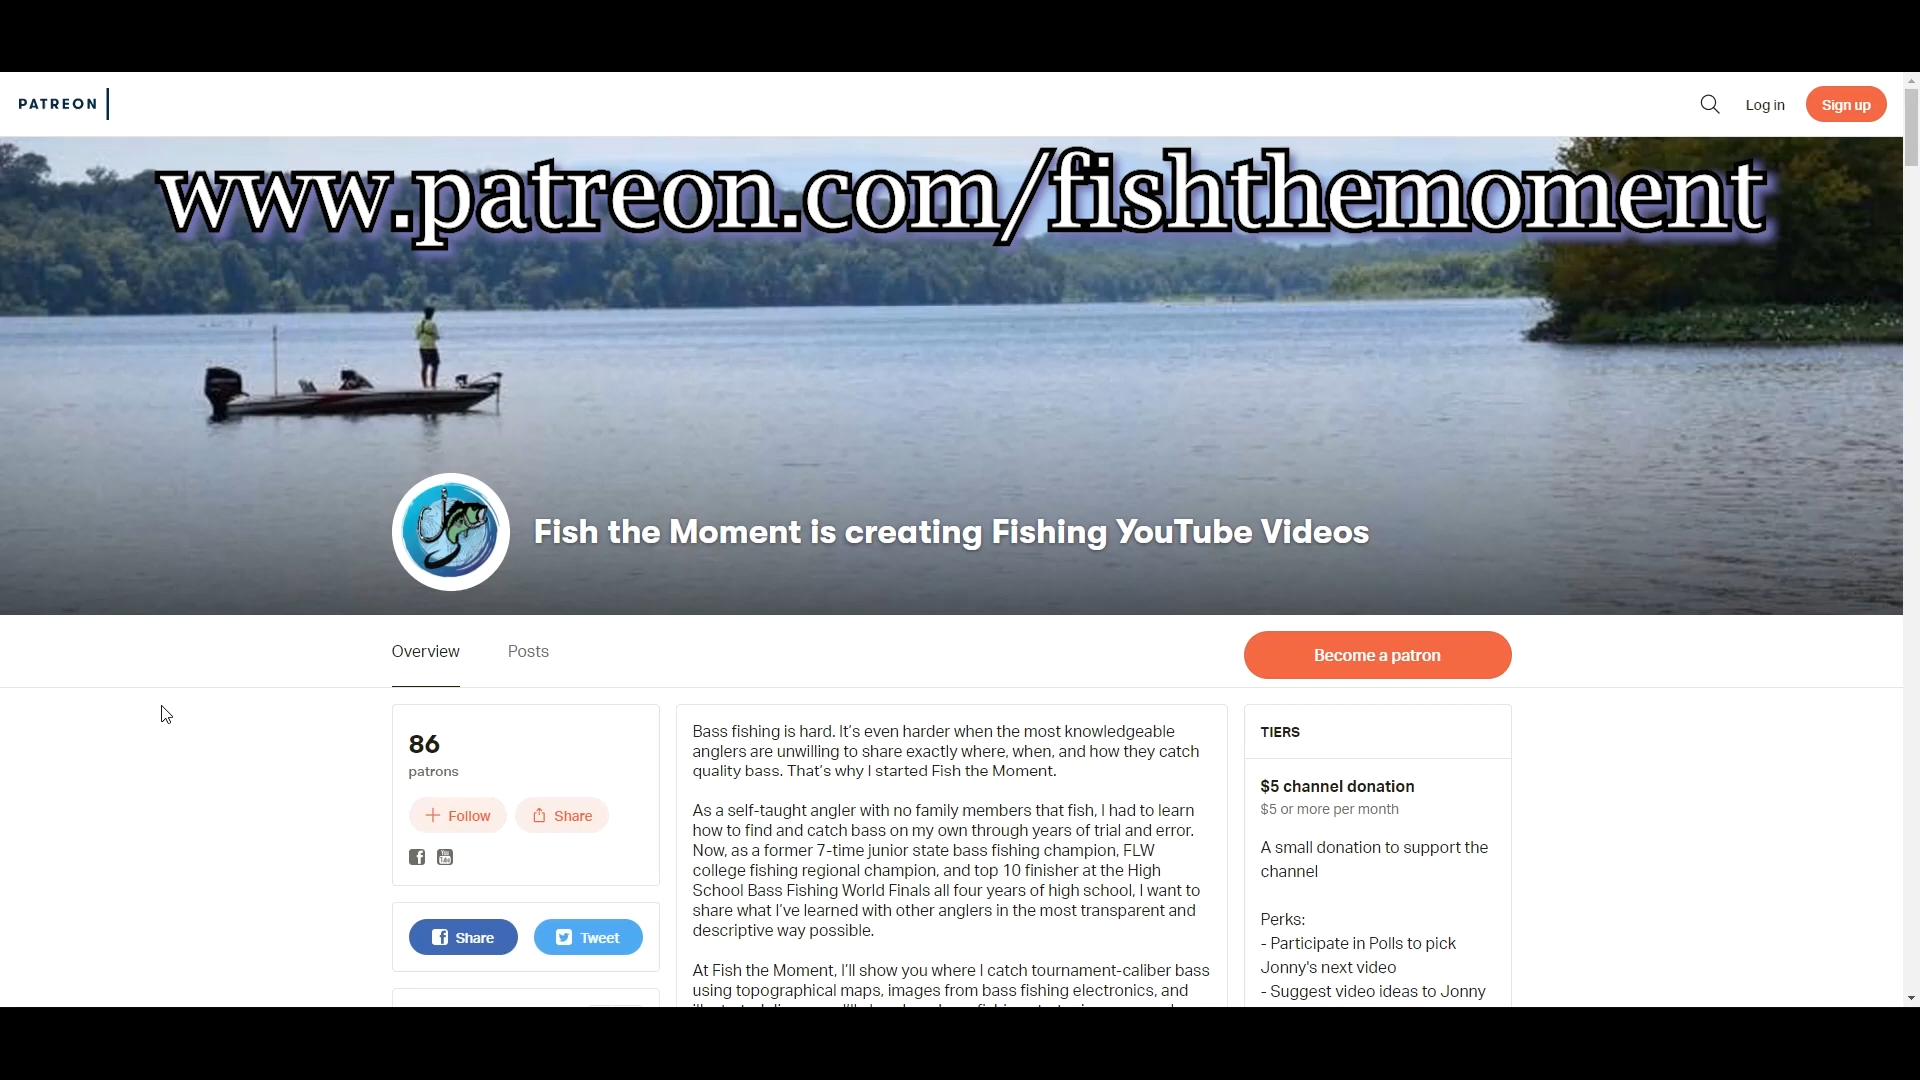 PATREON
Log in
Sign up
www.patreon.com/fishthemoment
Fish the Moment is creating Fishing YouTube Videos
Overview
Posts
Become a patron
86
patrons
Follow
Share
Share
Tweet
Bass fishing is hard. It’s even harder when the most knowledgeable
anglers are unwilling to share exactly where, when, and how they catch
quality bass. That’s why I started Fish the Moment.
As a self-taught angler with no family members that fish, I had to learn
how to find and catch bass on my own through years of trial and error.
Now, as a former 7-time junior state bass fishing champion, FLW
college fishing regional champion, and top 10 finisher at the High
School Bass Fishing World Finals all four years of high school, I want to
share what I’ve learned with other anglers in the most transparent and
descriptive way possible.
At Fish the Moment, I’ll show you where I catch tournament-caliber bass
using topographical maps, images from bass fishing electronics, and
TIERS
$5 channel donation
$5 or more per month
A small donation to support the
channel
Perks:
- Participate in Polls to pick
Jonny's next video
- Suggest video ideas to Jonny